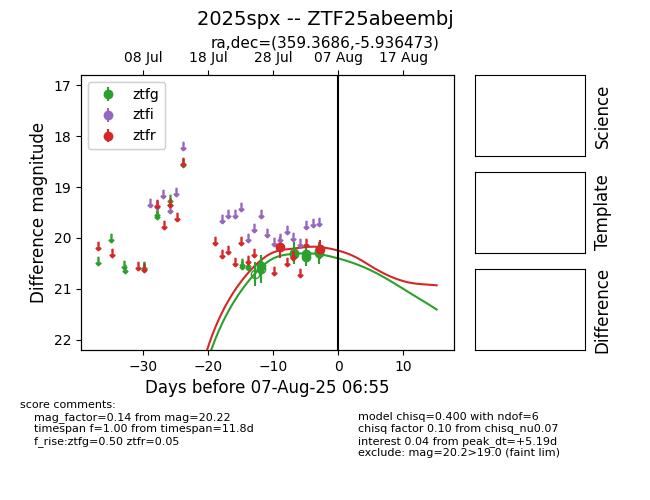 2025spx -- ZTF25abeembj
ra,dec=(359.3686,-5.936473)
08 Jul 18 Jul 28 Jul 07 Aug 17 Aug
ztfg
ztfi
ztfr
17
18
19
20
21
22
Difference magnitude
−30 −20 −10 0 10
Days before 07-Aug-25 06:55
Science
Template
Difference
score comments:
mag_factor=0.14 from mag=20.22
timespan f=1.00 from timespan=11.8d
f_rise:ztfg=0.50 ztfr=0.05
model chisq=0.400 with ndof=6
chisq factor 0.10 from chisq_nu0.07
interest 0.04 from peak_dt=+5.19d
exclude: mag=20.2>19.0 (faint lim)